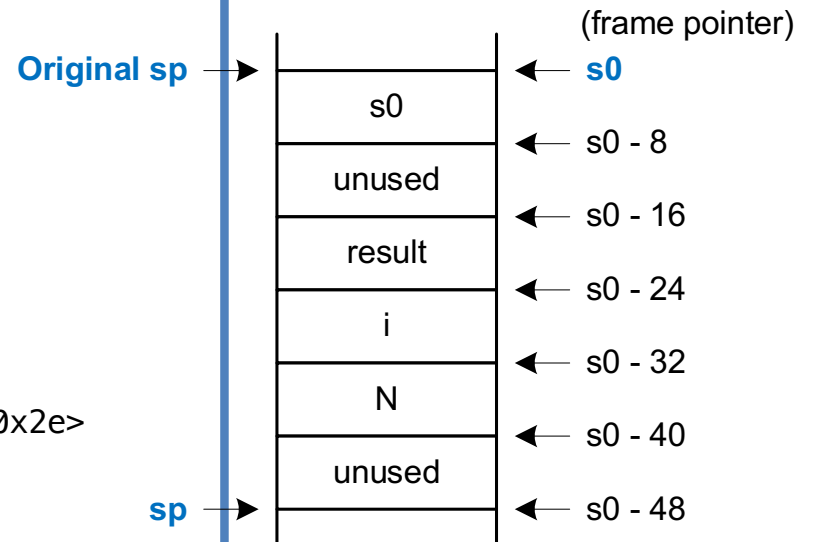 (frame pointer)
Original sp
s0
s0
s0 - 8
unused
s0 - 16
result
s0 - 24
i
s0 - 32
N
0x2e>
s0 - 40
unused
sp
s0 - 48